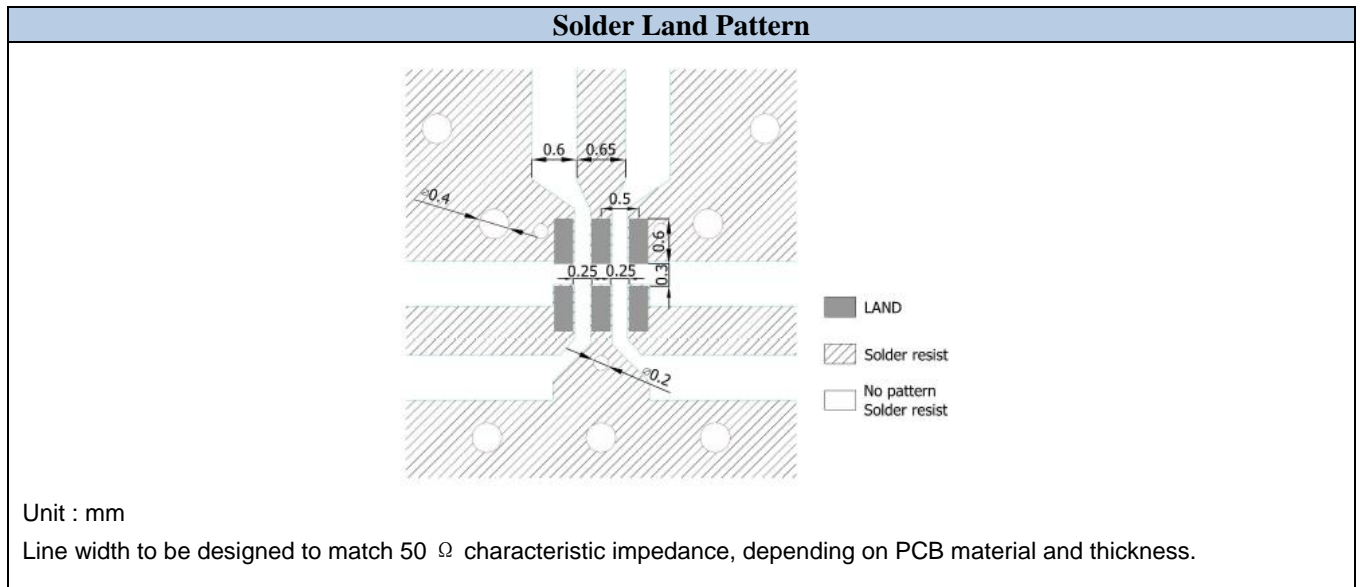 Solder Land Pattern
0.6 0.65
⌀0.4
0.5
0.6
0.25 0.25
0.3
LAND
Solder resist
⌀0.2
No pattern
Solder resist
Unit : mm
Line width to be designed to match 50 Ω characteristic impedance, depending on PCB material and thickness.